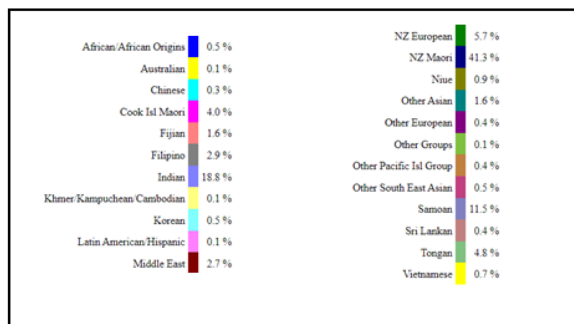 African/African Origins 0.5 %
Australian 0.1 %
Chinese 0.3 %
Cook Isl Maori 4.0 %
Fijian 1.6 %
Filipino 2.9 %
Indian 18.8 %
Khmer/Kampuchean/Cambodian 0.1 %
Korean 0.5 %
Latin American/Hispanic 0.1 %
Middle East 2.7 %
NZ European 5.7 %
NZ Maori 41.3 %
Niue 0.9 %
Other Asian 1.6 %
Other European 0.4 %
Other Groups 0.1 %
Other Pacific Isl Group 0.4 %
Other South East Asian 0.5 %
Samoan 11.5 %
Sri Lankan 0.4 %
Tongan 4.8 %
Vietnamese 0.7 %